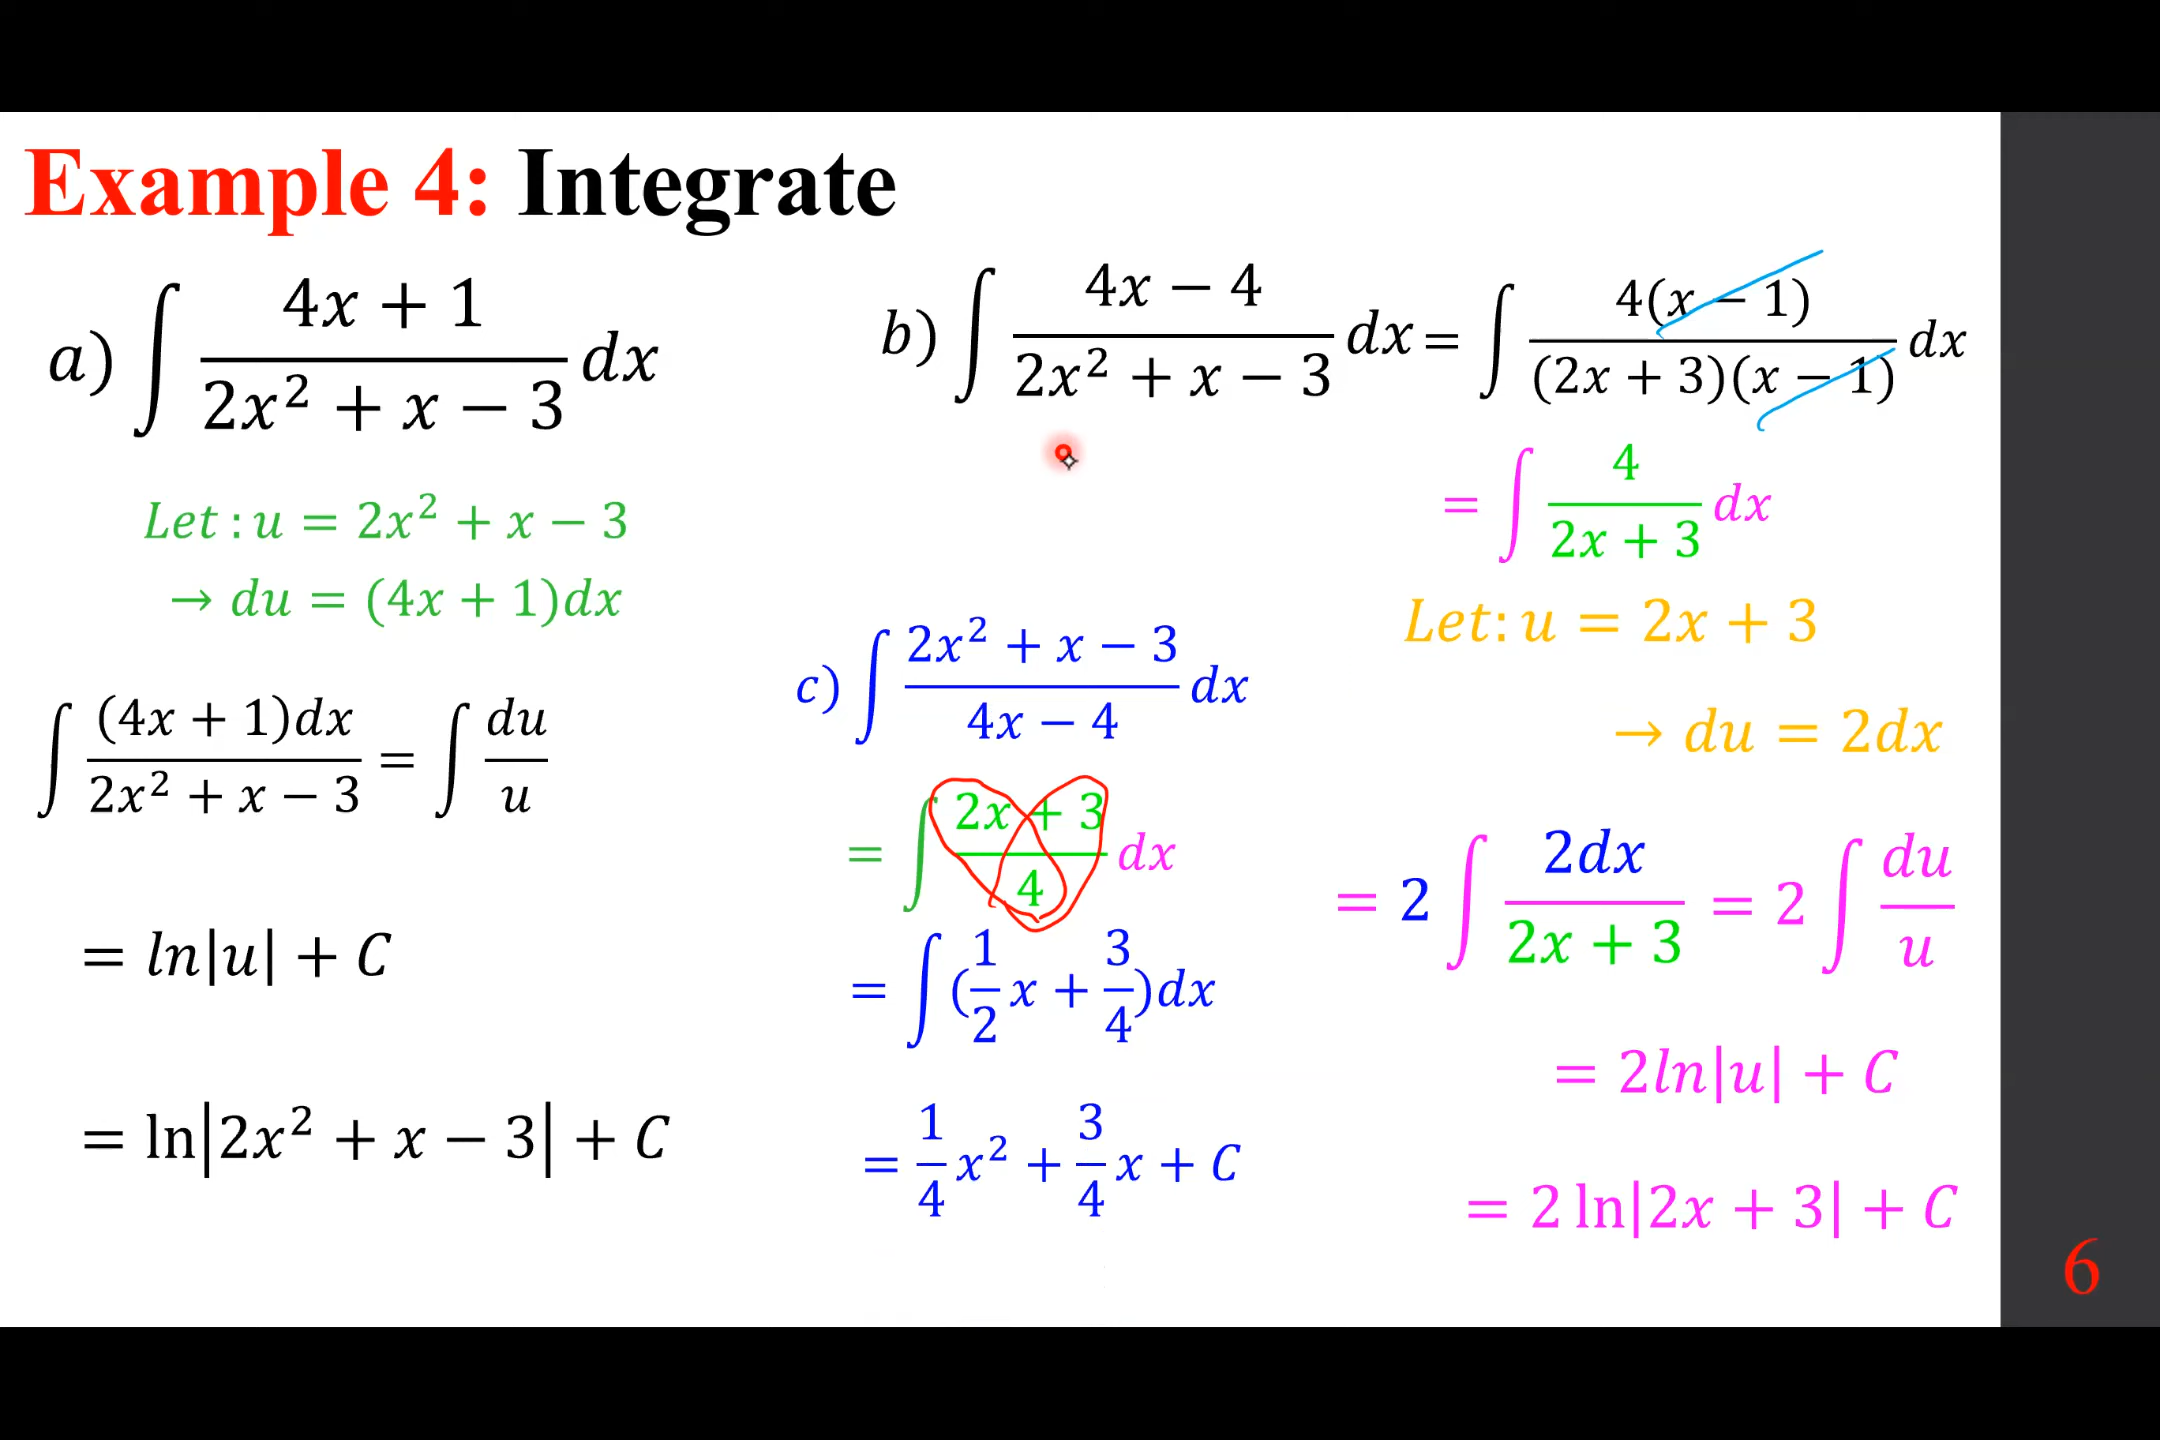 Example 4: Integrate
a) ∫ (4x + 1)/(2x² + x − 3) dx
Let : u = 2x² + x − 3
→ du = (4x + 1)dx
∫ (4x + 1)dx/(2x² + x − 3) = ∫ du/u
= ln|u| + C
= ln|2x² + x − 3| + C
b) ∫ (4x − 4)/(2x² + x − 3) dx = ∫ 4(x − 1)/((2x + 3)(x − 1)) dx
= ∫ 4/(2x + 3) dx
Let: u = 2x + 3
→ du = 2dx
= 2 ∫ 2dx/(2x + 3) = 2 ∫ du/u
= 2ln|u| + C
= 2 ln|2x + 3| + C
c) ∫ (2x² + x − 3)/(4x − 4) dx
= ∫ (2x + 3)/4 dx
= ∫ (1/2 x + 3/4)dx
= 1/4 x² + 3/4 x + C
6